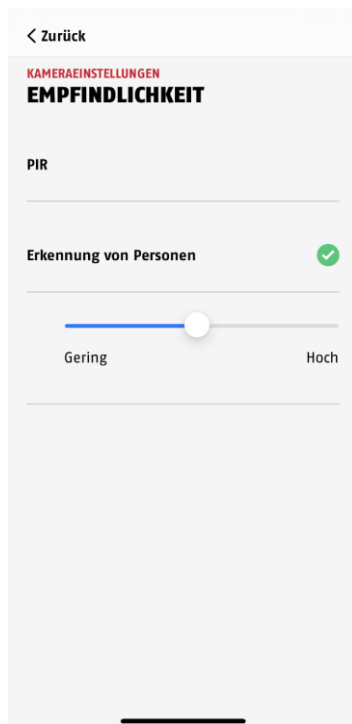 Zurück
KAMERAEINSTELLUNGEN
EMPFINDLICHKEIT
PIR
Erkennung von Personen
Gering Hoch